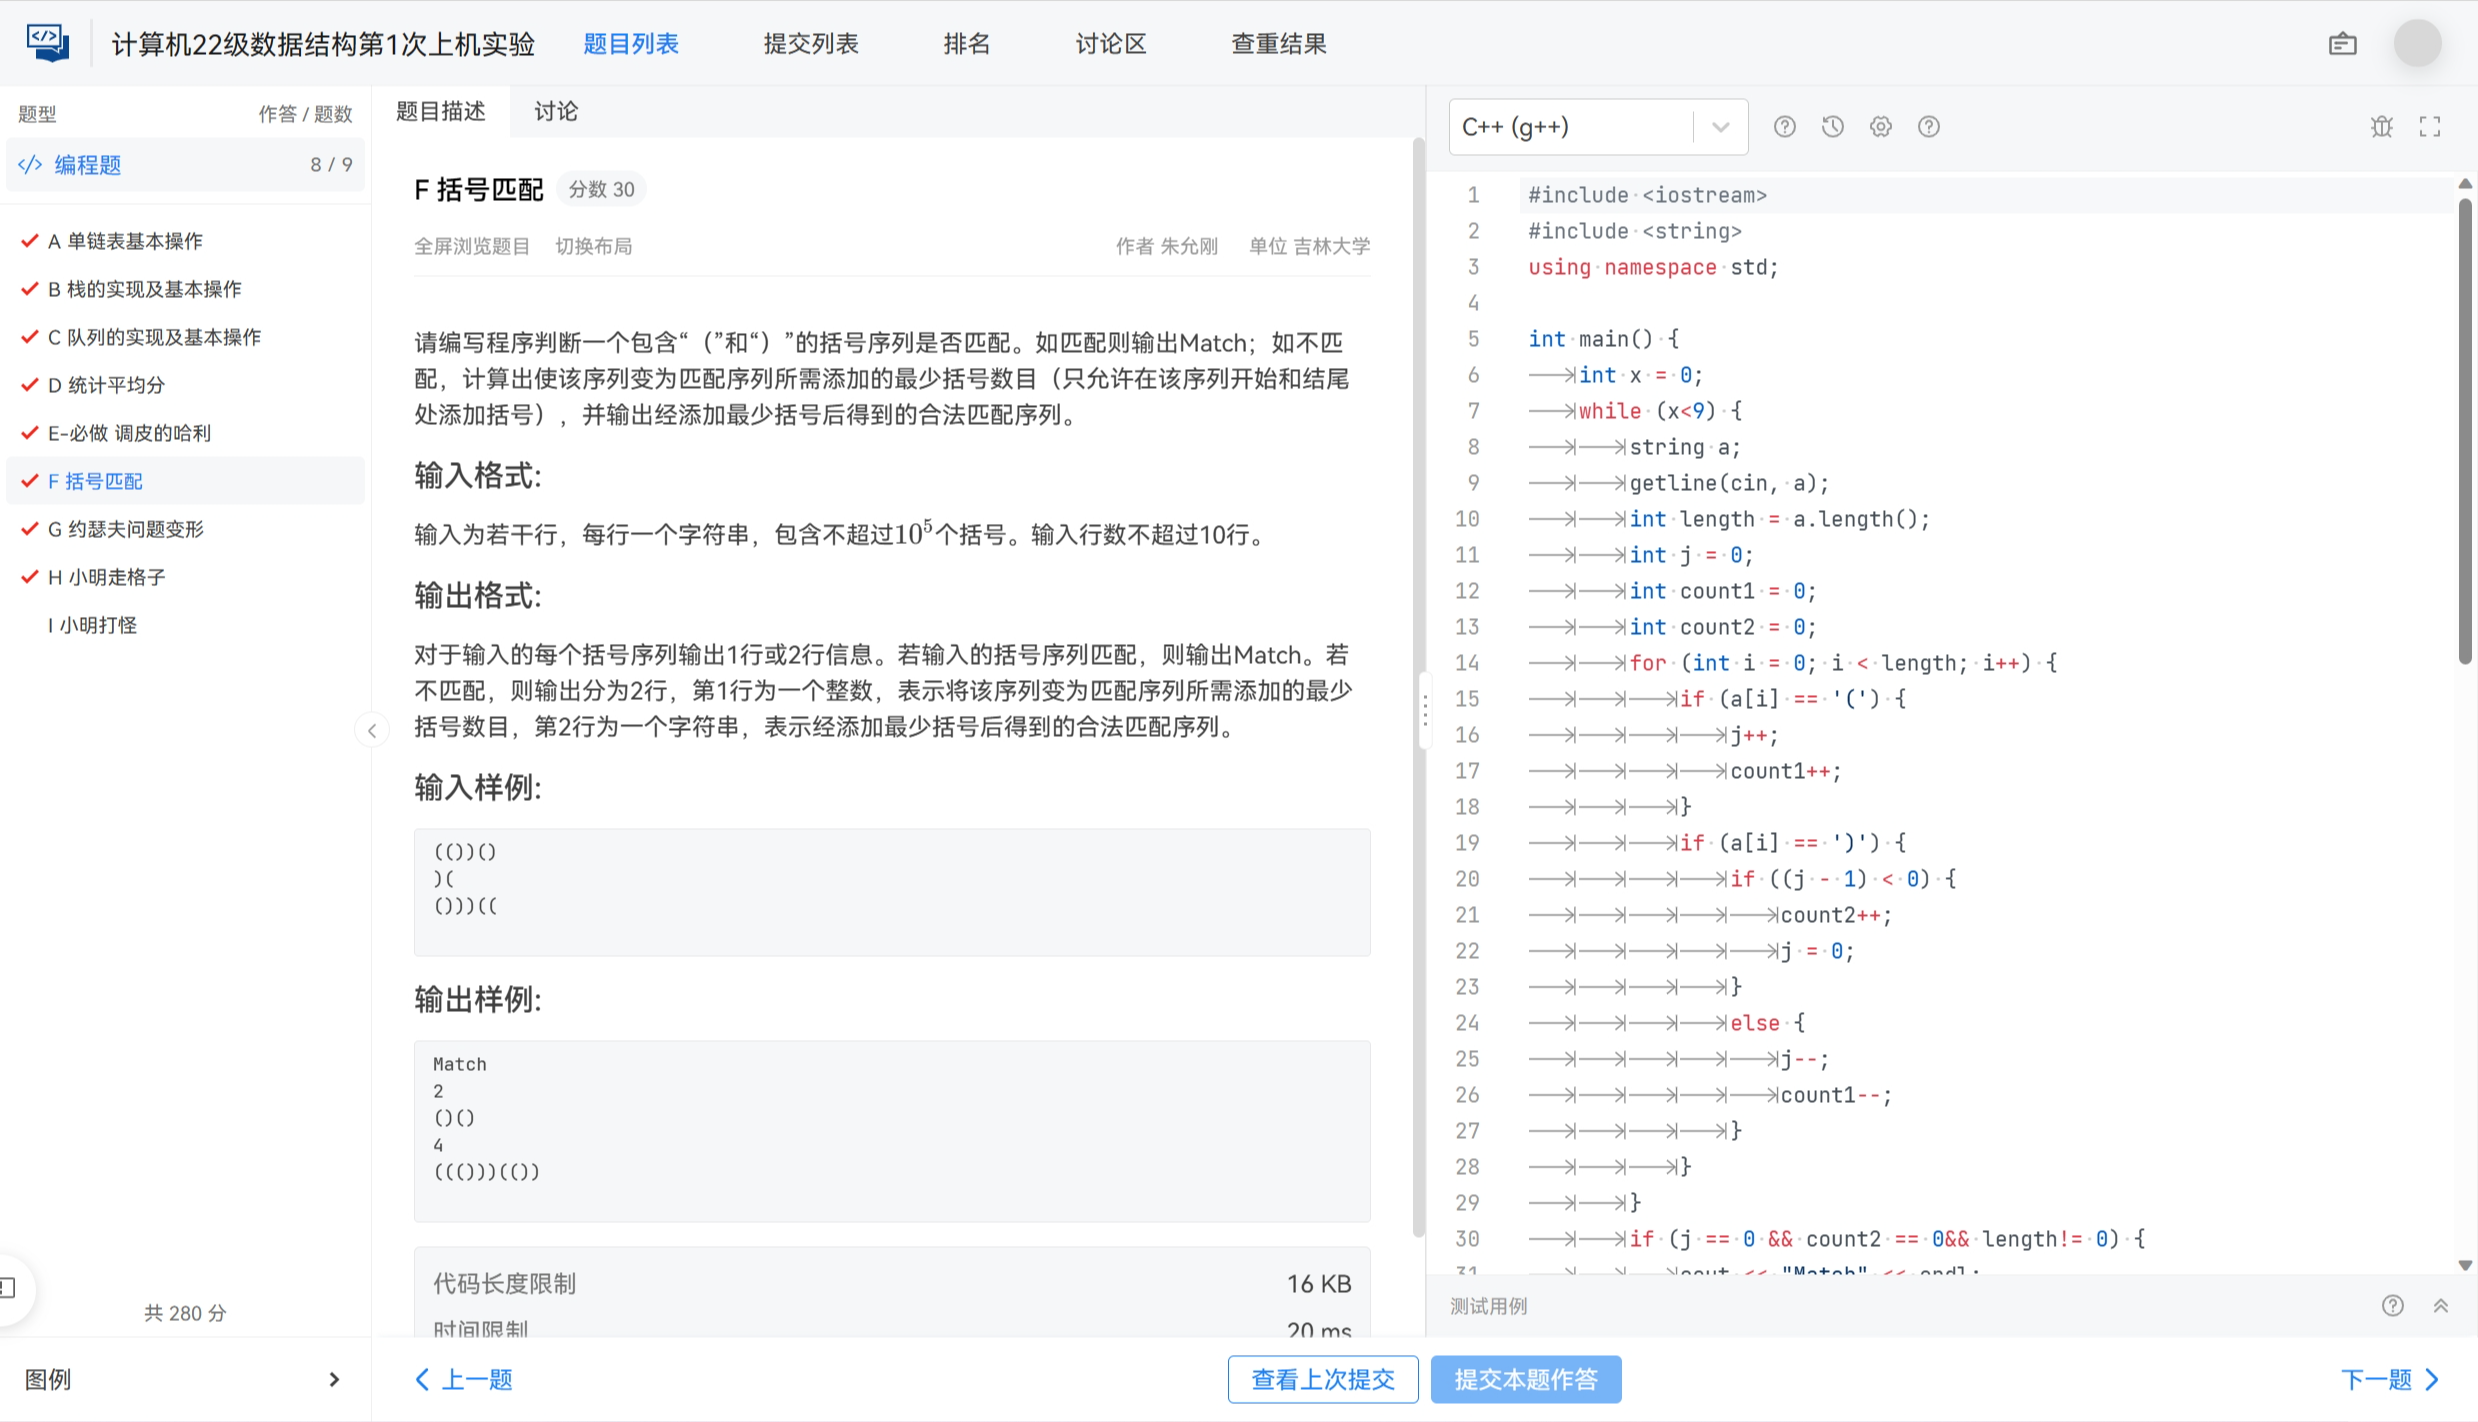 计算机22级数据结构第1次上机实验 题目列表 提交列表 排名 讨论区 查重结果
题型 作答 / 题数
</> 编程题 8 / 9
A 单链表基本操作
B 栈的实现及基本操作
C 队列的实现及基本操作
D 统计平均分
E-必做 调皮的哈利
F 括号匹配
G 约瑟夫问题变形
H 小明走格子
I 小明打怪
共 280 分
图例
题目描述 讨论
F 括号匹配 分数 30
全屏浏览题目 切换布局 作者 朱允刚 单位 吉林大学
请编写程序判断一个包含“（”和“）”的括号序列是否匹配。如匹配则输出Match；如不匹
配，计算出使该序列变为匹配序列所需添加的最少括号数目（只允许在该序列开始和结尾
处添加括号），并输出经添加最少括号后得到的合法匹配序列。
输入格式:
输入为若干行，每行一个字符串，包含不超过10⁵个括号。输入行数不超过10行。
输出格式:
对于输入的每个括号序列输出1行或2行信息。若输入的括号序列匹配，则输出Match。若
不匹配，则输出分为2行，第1行为一个整数，表示将该序列变为匹配序列所需添加的最少
括号数目，第2行为一个字符串，表示经添加最少括号后得到的合法匹配序列。
输入样例:
(())()
)(
()))((
输出样例:
Match
2
()()
4
((()))(())
代码长度限制 16 KB
时间限制 20 ms
上一题 查看上次提交 提交本题作答 下一题
C++ (g++)
1 #include <iostream>
2 #include <string>
3 using namespace std;
4
5 int main() {
6 int x = 0;
7 while (x<9) {
8 string a;
9 getline(cin, a);
10 int length = a.length();
11 int j = 0;
12 int count1 = 0;
13 int count2 = 0;
14 for (int i = 0; i < length; i++) {
15 if (a[i] == '(') {
16 j++;
17 count1++;
18 }
19 if (a[i] == ')') {
20 if ((j - 1) < 0) {
21 count2++;
22 j = 0;
23 }
24 else {
25 j--;
26 count1--;
27 }
28 }
29 }
30 if (j == 0 && count2 == 0&& length!= 0) {
31 cout << "Match" << endl;
测试用例